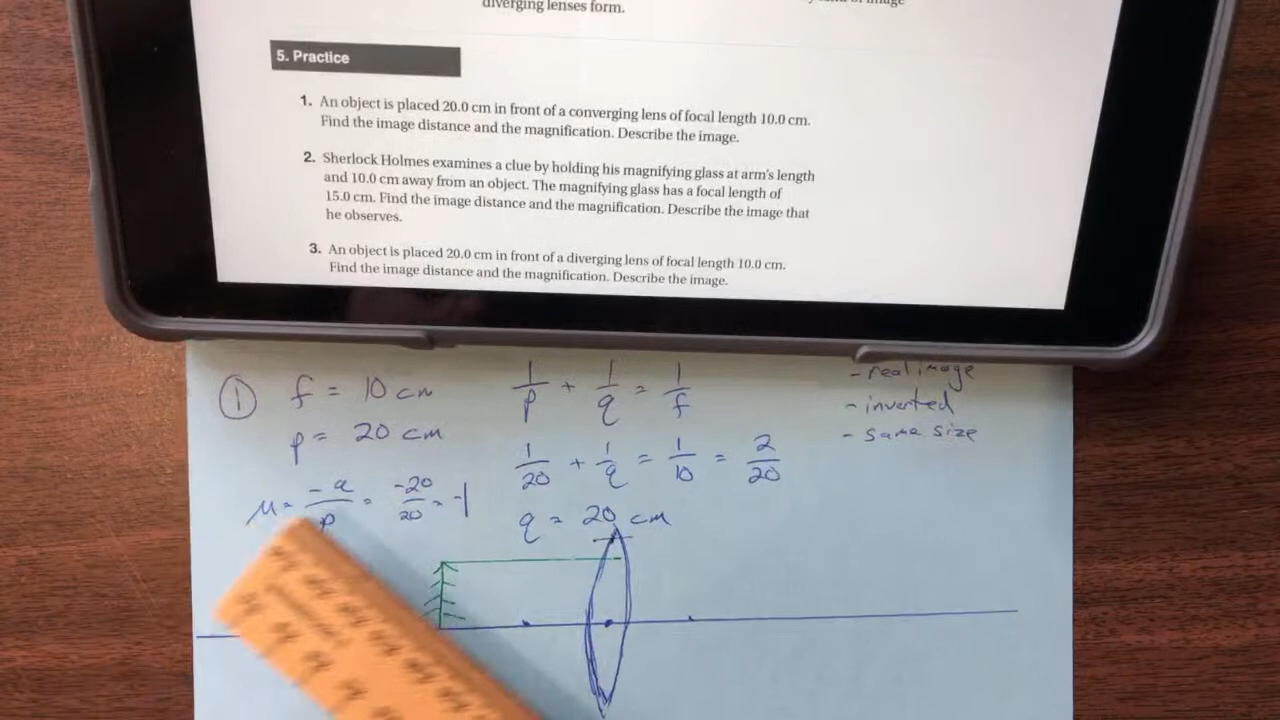 diverging lenses form.
of image
5. Practice
1. An object is placed 20.0 cm in front of a converging lens of focal length 10.0 cm.
Find the image distance and the magnification. Describe the image.
2. Sherlock Holmes examines a clue by holding his magnifying glass at arm's length
and 10.0 cm away from an object. The magnifying glass has a focal length of
15.0 cm. Find the image distance and the magnification. Describe the image that
he observes.
3. An object is placed 20.0 cm in front of a diverging lens of focal length 10.0 cm.
Find the image distance and the magnification. Describe the image.
① f = 10 cm
p = 20 cm
M = -q/p = -20/20 = -1
1/p + 1/q = 1/f
1/20 + 1/q = 1/10 = 2/20
q = 20 cm
- real image
- inverted
- same size